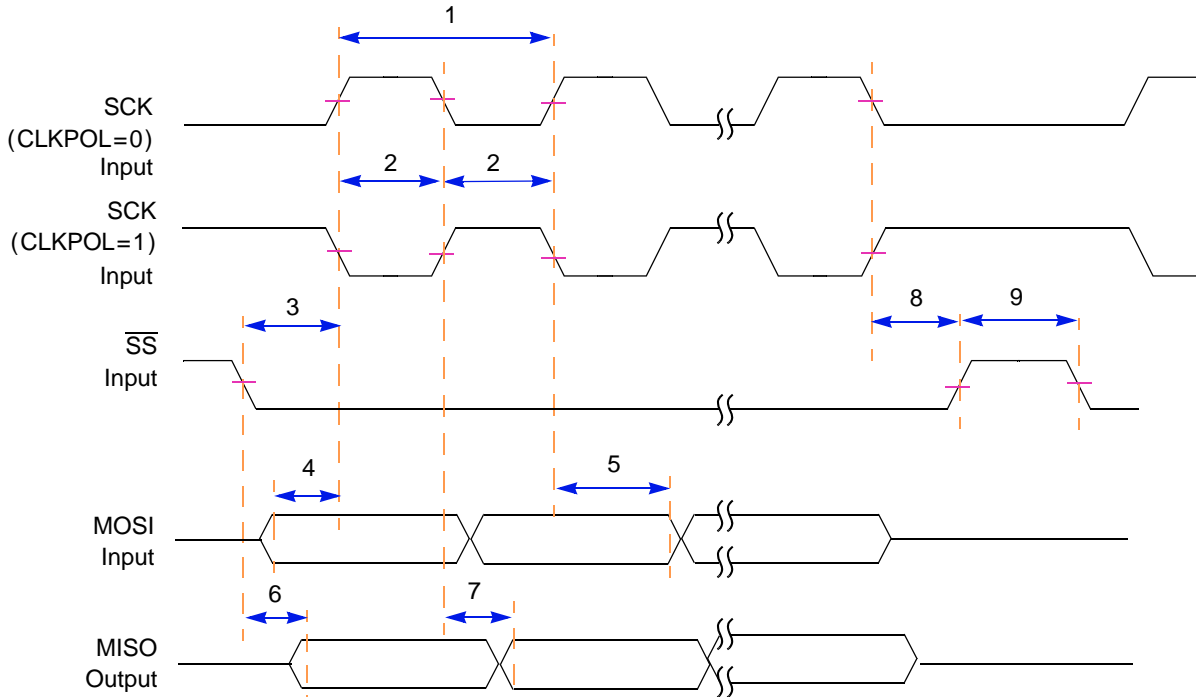 1
SCK
(CLKPOL=0)
Input
2 2
SCK
(CLKPOL=1)
Input
3 8 9
SS
Input
4 5
MOSI
Input
6 7
MISO
Output